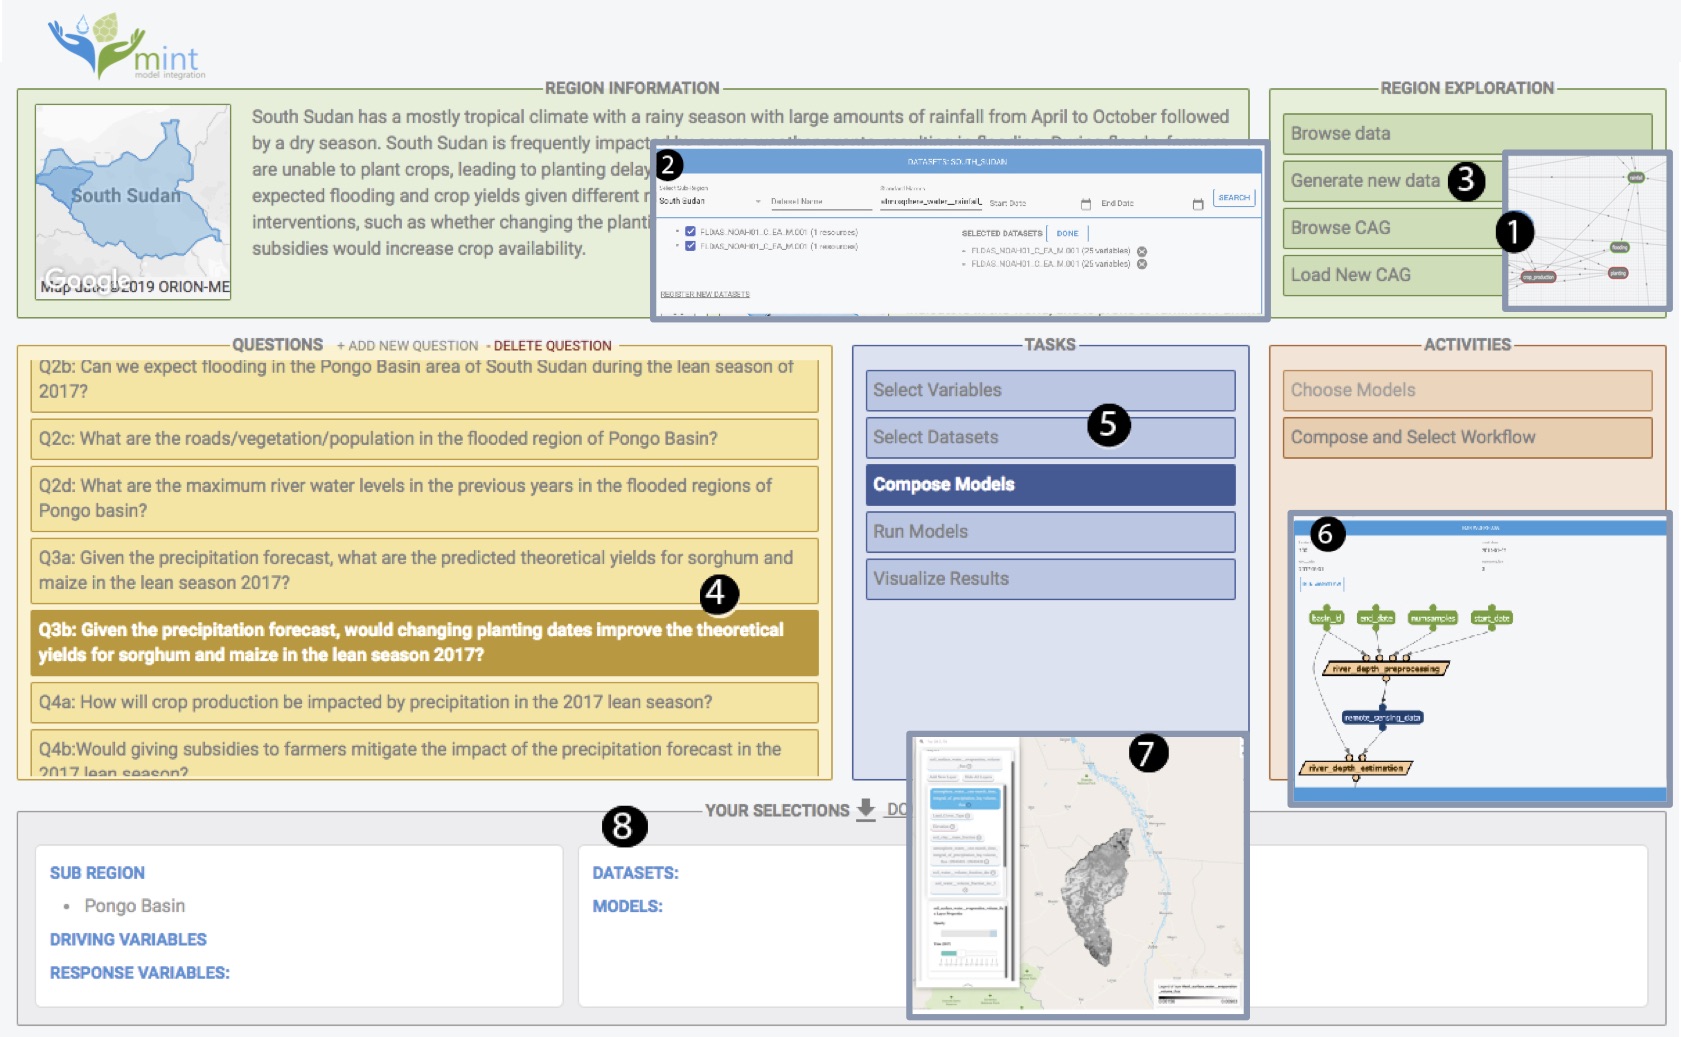 mint
model integration
REGION INFORMATION
South Sudan
Google
Map data ©2019 ORION-ME
South Sudan has a mostly tropical climate with a rainy season with large amounts of rainfall from April to October followed
by a dry season. South Sudan is frequently impact
are unable to plant crops, leading to planting delay
expected flooding and crop yields given different r
interventions, such as whether changing the planti
subsidies would increase crop availability.
2
DATASETS: SOUTH_SUDAN
Select Sub Region
South Sudan
Dataset Name
atmosphere_water__rainfall_
Start Date
End Date
SEARCH
FLDAS_NOAH01_C_EA_M.001 (1 resources)
FLDAS_NOAH01_C_EA_M.001 (1 resources)
SELECTED DATASETS DONE
FLDAS_NOAH01_C_EA_M.001 (25 variables)
FLDAS_NOAH01_C_EA_M.001 (25 variables)
REGISTER NEW DATASETS
REGION EXPLORATION
Browse data
Generate new data
3
Browse CAG
Load New CAG
1
rainfall
flooding
crop_production
planting
QUESTIONS + ADD NEW QUESTION - DELETE QUESTION
Q2b: Can we expect flooding in the Pongo Basin area of South Sudan during the lean season of
2017?
Q2c: What are the roads/vegetation/population in the flooded region of Pongo Basin?
Q2d: What are the maximum river water levels in the previous years in the flooded regions of
Pongo basin?
Q3a: Given the precipitation forecast, what are the predicted theoretical yields for sorghum and
maize in the lean season 2017?
4
Q3b: Given the precipitation forecast, would changing planting dates improve the theoretical
yields for sorghum and maize in the lean season 2017?
Q4a: How will crop production be impacted by precipitation in the 2017 lean season?
Q4b:Would giving subsidies to farmers mitigate the impact of the precipitation forecast in the
2017 lean season?
TASKS
Select Variables
5
Select Datasets
Compose Models
Run Models
Visualize Results
ACTIVITIES
Choose Models
Compose and Select Workflow
6
RUN WORKFLOW
basin_id
end_date
numsamples
start_date
river_depth_preprocessing
remote_sensing_data
river_depth_estimation
7
8
YOUR SELECTIONS DO
SUB REGION
Pongo Basin
DRIVING VARIABLES
RESPONSE VARIABLES:
DATASETS:
MODELS: